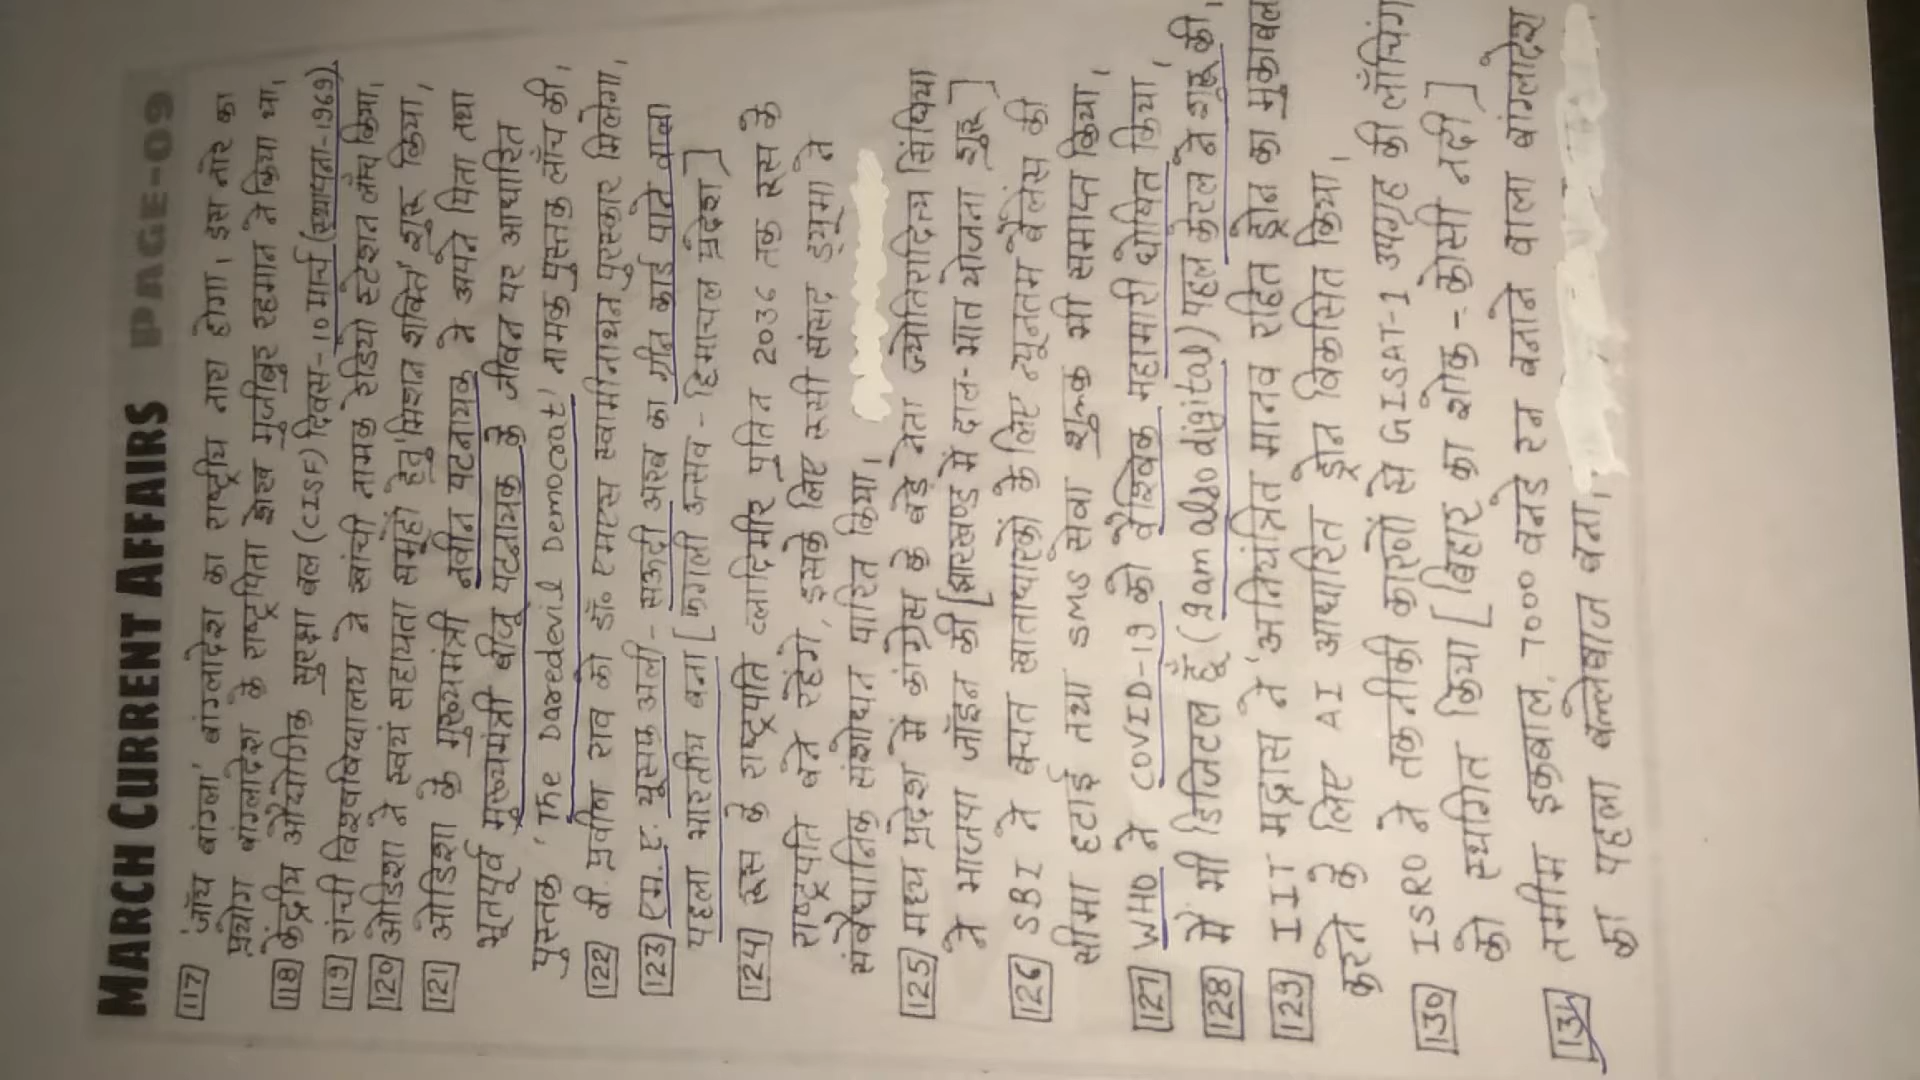 MARCH CURRENT AFFAIRS PAGE-09
117 'जॉय बांगला' बांग्लादेश का राष्ट्रीय नारा होगा। इस नारे का
प्रयोग बांग्लादेश के राष्ट्रपिता शेख मुजीबुर रहमान ने किया था,
118 केंद्रीय औद्योगिक सुरक्षा बल (CISF) दिवस - 10 मार्च (स्थापना-1969)
119 रांची विश्वविद्यालय ने खांची नामक रेडियो स्टेशन लॉंच किया,
120 ओडिशा ने स्वयं सहायता समूहों हेतु 'मिशन शक्ति' शुरू किया,
121 ओडिशा के मुख्यमंत्री नवीन पटनायक ने अपने पिता तथा
भूतपूर्व मुख्यमंत्री बीजू पटनायक के जीवन पर आधारित
पुस्तक 'The Daredevil Democrat' नामक पुस्तक लॉंच की,
122 वी. प्रवीण राव को डॉ॰ एमएस स्वामीनाथन पुरस्कार मिलेगा,
123 एम. ए. यूसुफ अली - सऊदी अरब का ग्रीन कार्ड पाने वाला
पहला भारतीय बना [फगली उत्सव - हिमाचल प्रदेश]
124 रूस के राष्ट्रपति व्लादिमीर पुतिन 2036 तक रूस के
राष्ट्रपति बने रहेंगे, इसके लिए रूसी संसद ड्यूमा ने
संवैधानिक संशोधन पारित किया।
125 मध्य प्रदेश में कांग्रेस के बड़े नेता ज्योतिरादित्य सिंधिया
ने भाजपा जॉइन की [झारखण्ड में दाल-भात योजना शुरू]
126 SBI ने बचत खाताधारकों के लिए न्यूनतम बैलेंस की
सीमा हटाई तथा SMS सेवा शुल्क भी समाप्त किया,
127 WHO ने COVID-19 को वैश्विक महामारी घोषित किया,
128 में भी डिजिटल हूँ (I am also digital) पहल केरल ने शुरू की,
129 IIT मद्रास ने 'अनियंत्रित मानव रहित ड्रोन का मुकाबला
करने के लिए AI आधारित ड्रोन विकसित किया,
130 ISRO ने तकनीकी कारणों से GISAT-1 उपग्रह की लॉंचिंग
को स्थगित किया [बिहार का शोक - कोसी नदी]
131 तमीम इकबाल, 7000 वनडे रन बनाने वाला बांग्लादेश
का पहला बल्लेबाज बना।